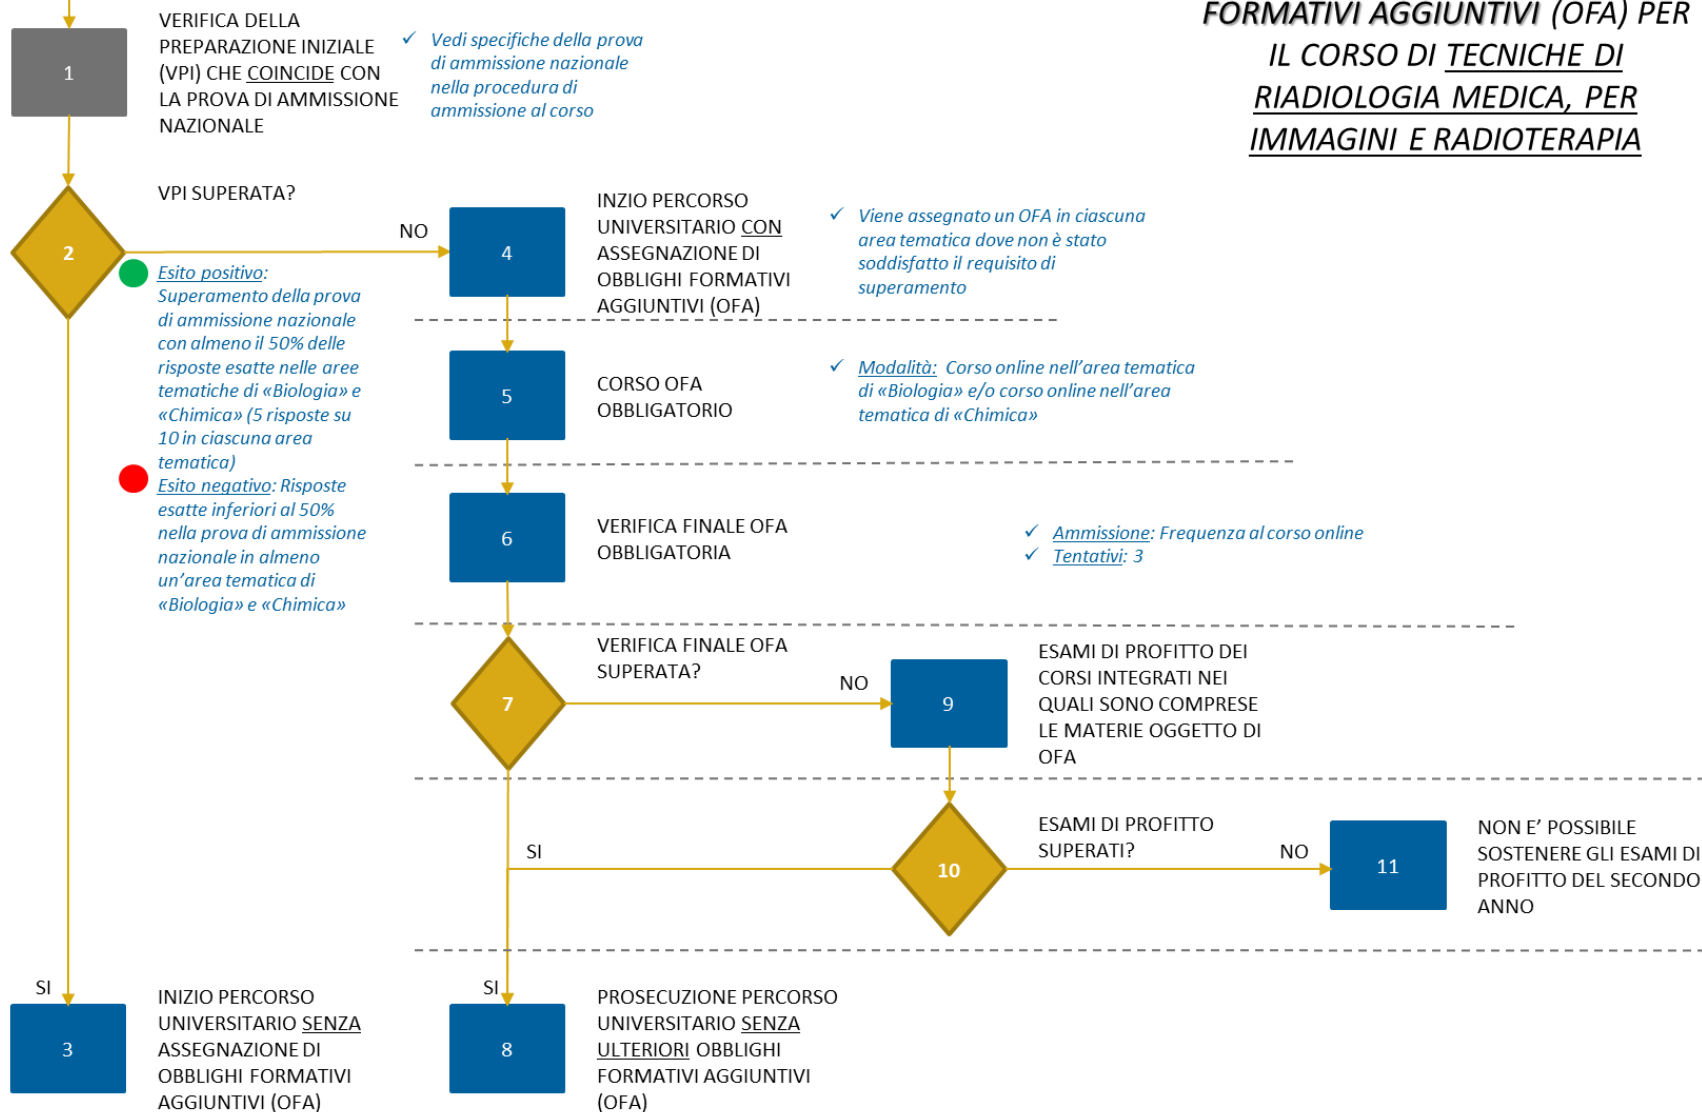 FORMATIVI AGGIUNTIVI (OFA) PER
IL CORSO DI TECNICHE DI
RIADIOLOGIA MEDICA, PER
IMMAGINI E RADIOTERAPIA
1
VERIFICA DELLA
PREPARAZIONE INIZIALE
(VPI) CHE COINCIDE CON
LA PROVA DI AMMISSIONE
NAZIONALE
✓ Vedi specifiche della prova
di ammissione nazionale
nella procedura di
ammissione al corso
2
VPI SUPERATA?
NO
Esito positivo:
Superamento della prova
di ammissione nazionale
con almeno il 50% delle
risposte esatte nelle aree
tematiche di «Biologia» e
«Chimica» (5 risposte su
10 in ciascuna area
tematica)
Esito negativo: Risposte
esatte inferiori al 50%
nella prova di ammissione
nazionale in almeno
un'area tematica di
«Biologia» e «Chimica»
4
INZIO PERCORSO
UNIVERSITARIO CON
ASSEGNAZIONE DI
OBBLIGHI FORMATIVI
AGGIUNTIVI (OFA)
✓ Viene assegnato un OFA in ciascuna
area tematica dove non è stato
soddisfatto il requisito di
superamento
5
CORSO OFA
OBBLIGATORIO
✓ Modalità: Corso online nell'area tematica
di «Biologia» e/o corso online nell'area
tematica di «Chimica»
6
VERIFICA FINALE OFA
OBBLIGATORIA
✓ Ammissione: Frequenza al corso online
✓ Tentativi: 3
7
VERIFICA FINALE OFA
SUPERATA?
NO
9
ESAMI DI PROFITTO DEI
CORSI INTEGRATI NEI
QUALI SONO COMPRESE
LE MATERIE OGGETTO DI
OFA
SI
10
ESAMI DI PROFITTO
SUPERATI?
NO
11
NON E' POSSIBILE
SOSTENERE GLI ESAMI DI
PROFITTO DEL SECONDO
ANNO
SI
3
INIZIO PERCORSO
UNIVERSITARIO SENZA
ASSEGNAZIONE DI
OBBLIGHI FORMATIVI
AGGIUNTIVI (OFA)
SI
8
PROSECUZIONE PERCORSO
UNIVERSITARIO SENZA
ULTERIORI OBBLIGHI
FORMATIVI AGGIUNTIVI
(OFA)